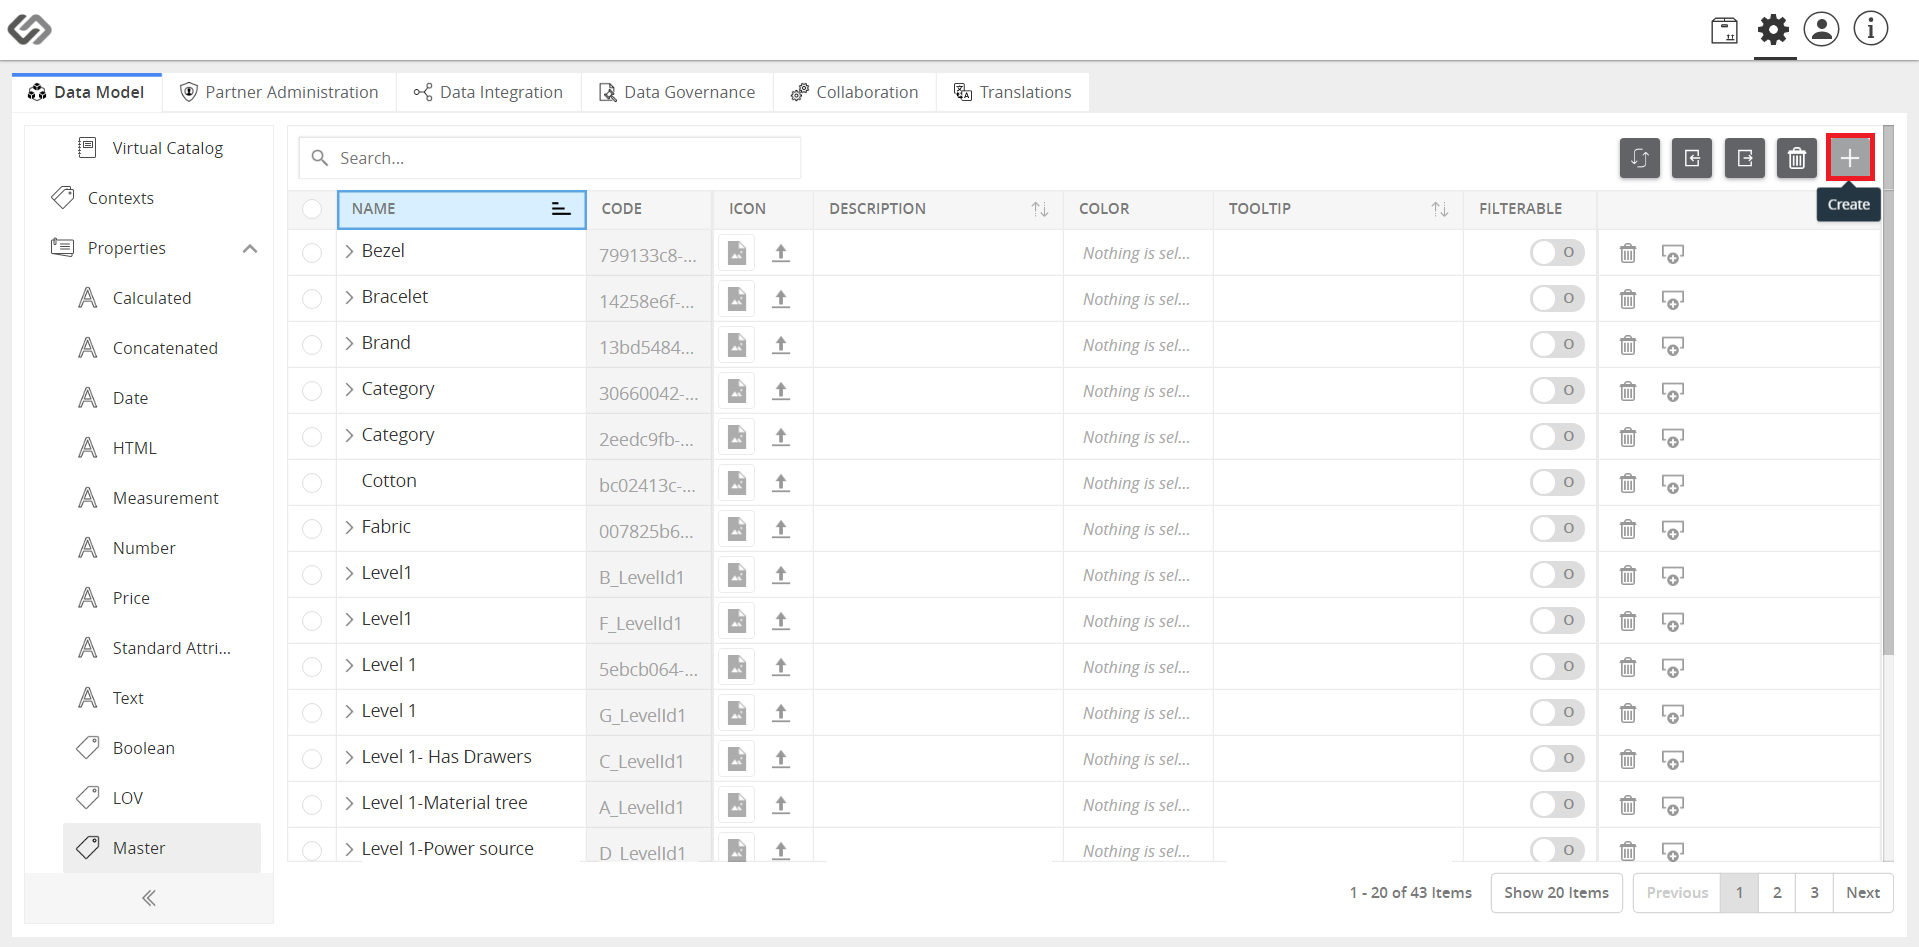 Data Model
Partner Administration
Data Integration
Data Governance
Collaboration
Translations
Virtual Catalog
Contexts
Properties
Calculated
Concatenated
Date
HTML
Measurement
Number
Price
Standard Attri...
Text
Boolean
LOV
Master
Search...
Create
NAME CODE ICON DESCRIPTION COLOR TOOLTIP FILTERABLE
Bezel 799133c8-... Nothing is sel...
Bracelet 14258e6f-... Nothing is sel...
Brand 13bd5484... Nothing is sel...
Category 30660042-... Nothing is sel...
Category 2eedc9fb-... Nothing is sel...
Cotton bc02413c-... Nothing is sel...
Fabric 007825b6... Nothing is sel...
Level1 B_LevelId1 Nothing is sel...
Level1 F_LevelId1 Nothing is sel...
Level 1 5ebcb064-... Nothing is sel...
Level 1 G_LevelId1 Nothing is sel...
Level 1- Has Drawers C_LevelId1 Nothing is sel...
Level 1-Material tree A_LevelId1 Nothing is sel...
Level 1-Power source D_LevelId1 Nothing is sel...
1 - 20 of 43 Items Show 20 Items Previous 1 2 3 Next